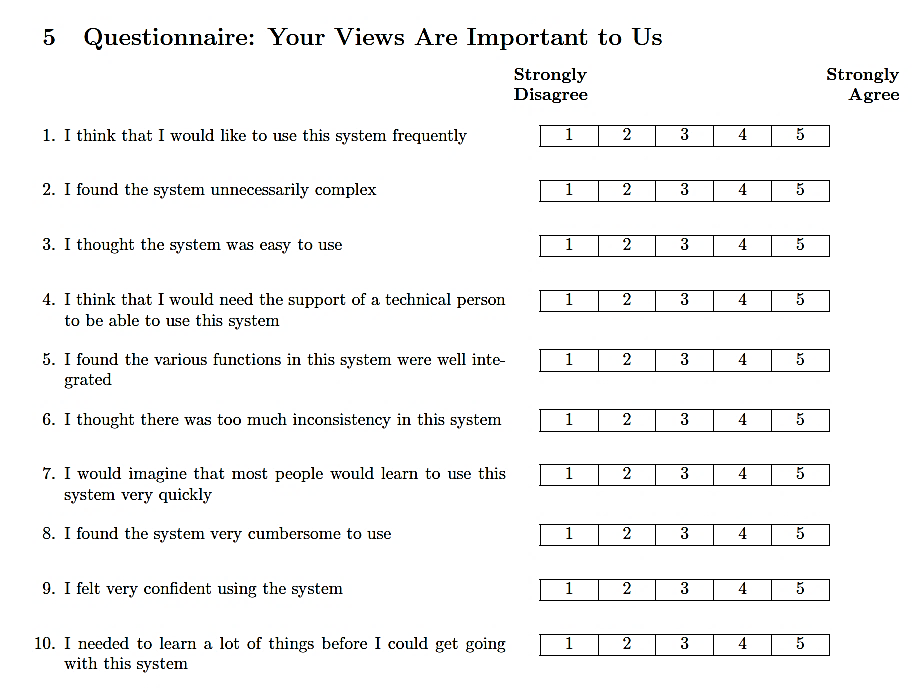 5 Questionnaire: Your Views Are Important to Us
Strongly Disagree Strongly Agree
1. I think that I would like to use this system frequently 1 2 3 4 5
2. I found the system unnecessarily complex 1 2 3 4 5
3. I thought the system was easy to use 1 2 3 4 5
4. I think that I would need the support of a technical person 1 2 3 4 5
to be able to use this system
5. I found the various functions in this system were well inte- 1 2 3 4 5
grated
6. I thought there was too much inconsistency in this system 1 2 3 4 5
7. I would imagine that most people would learn to use this 1 2 3 4 5
system very quickly
8. I found the system very cumbersome to use 1 2 3 4 5
9. I felt very confident using the system 1 2 3 4 5
10. I needed to learn a lot of things before I could get going 1 2 3 4 5
with this system